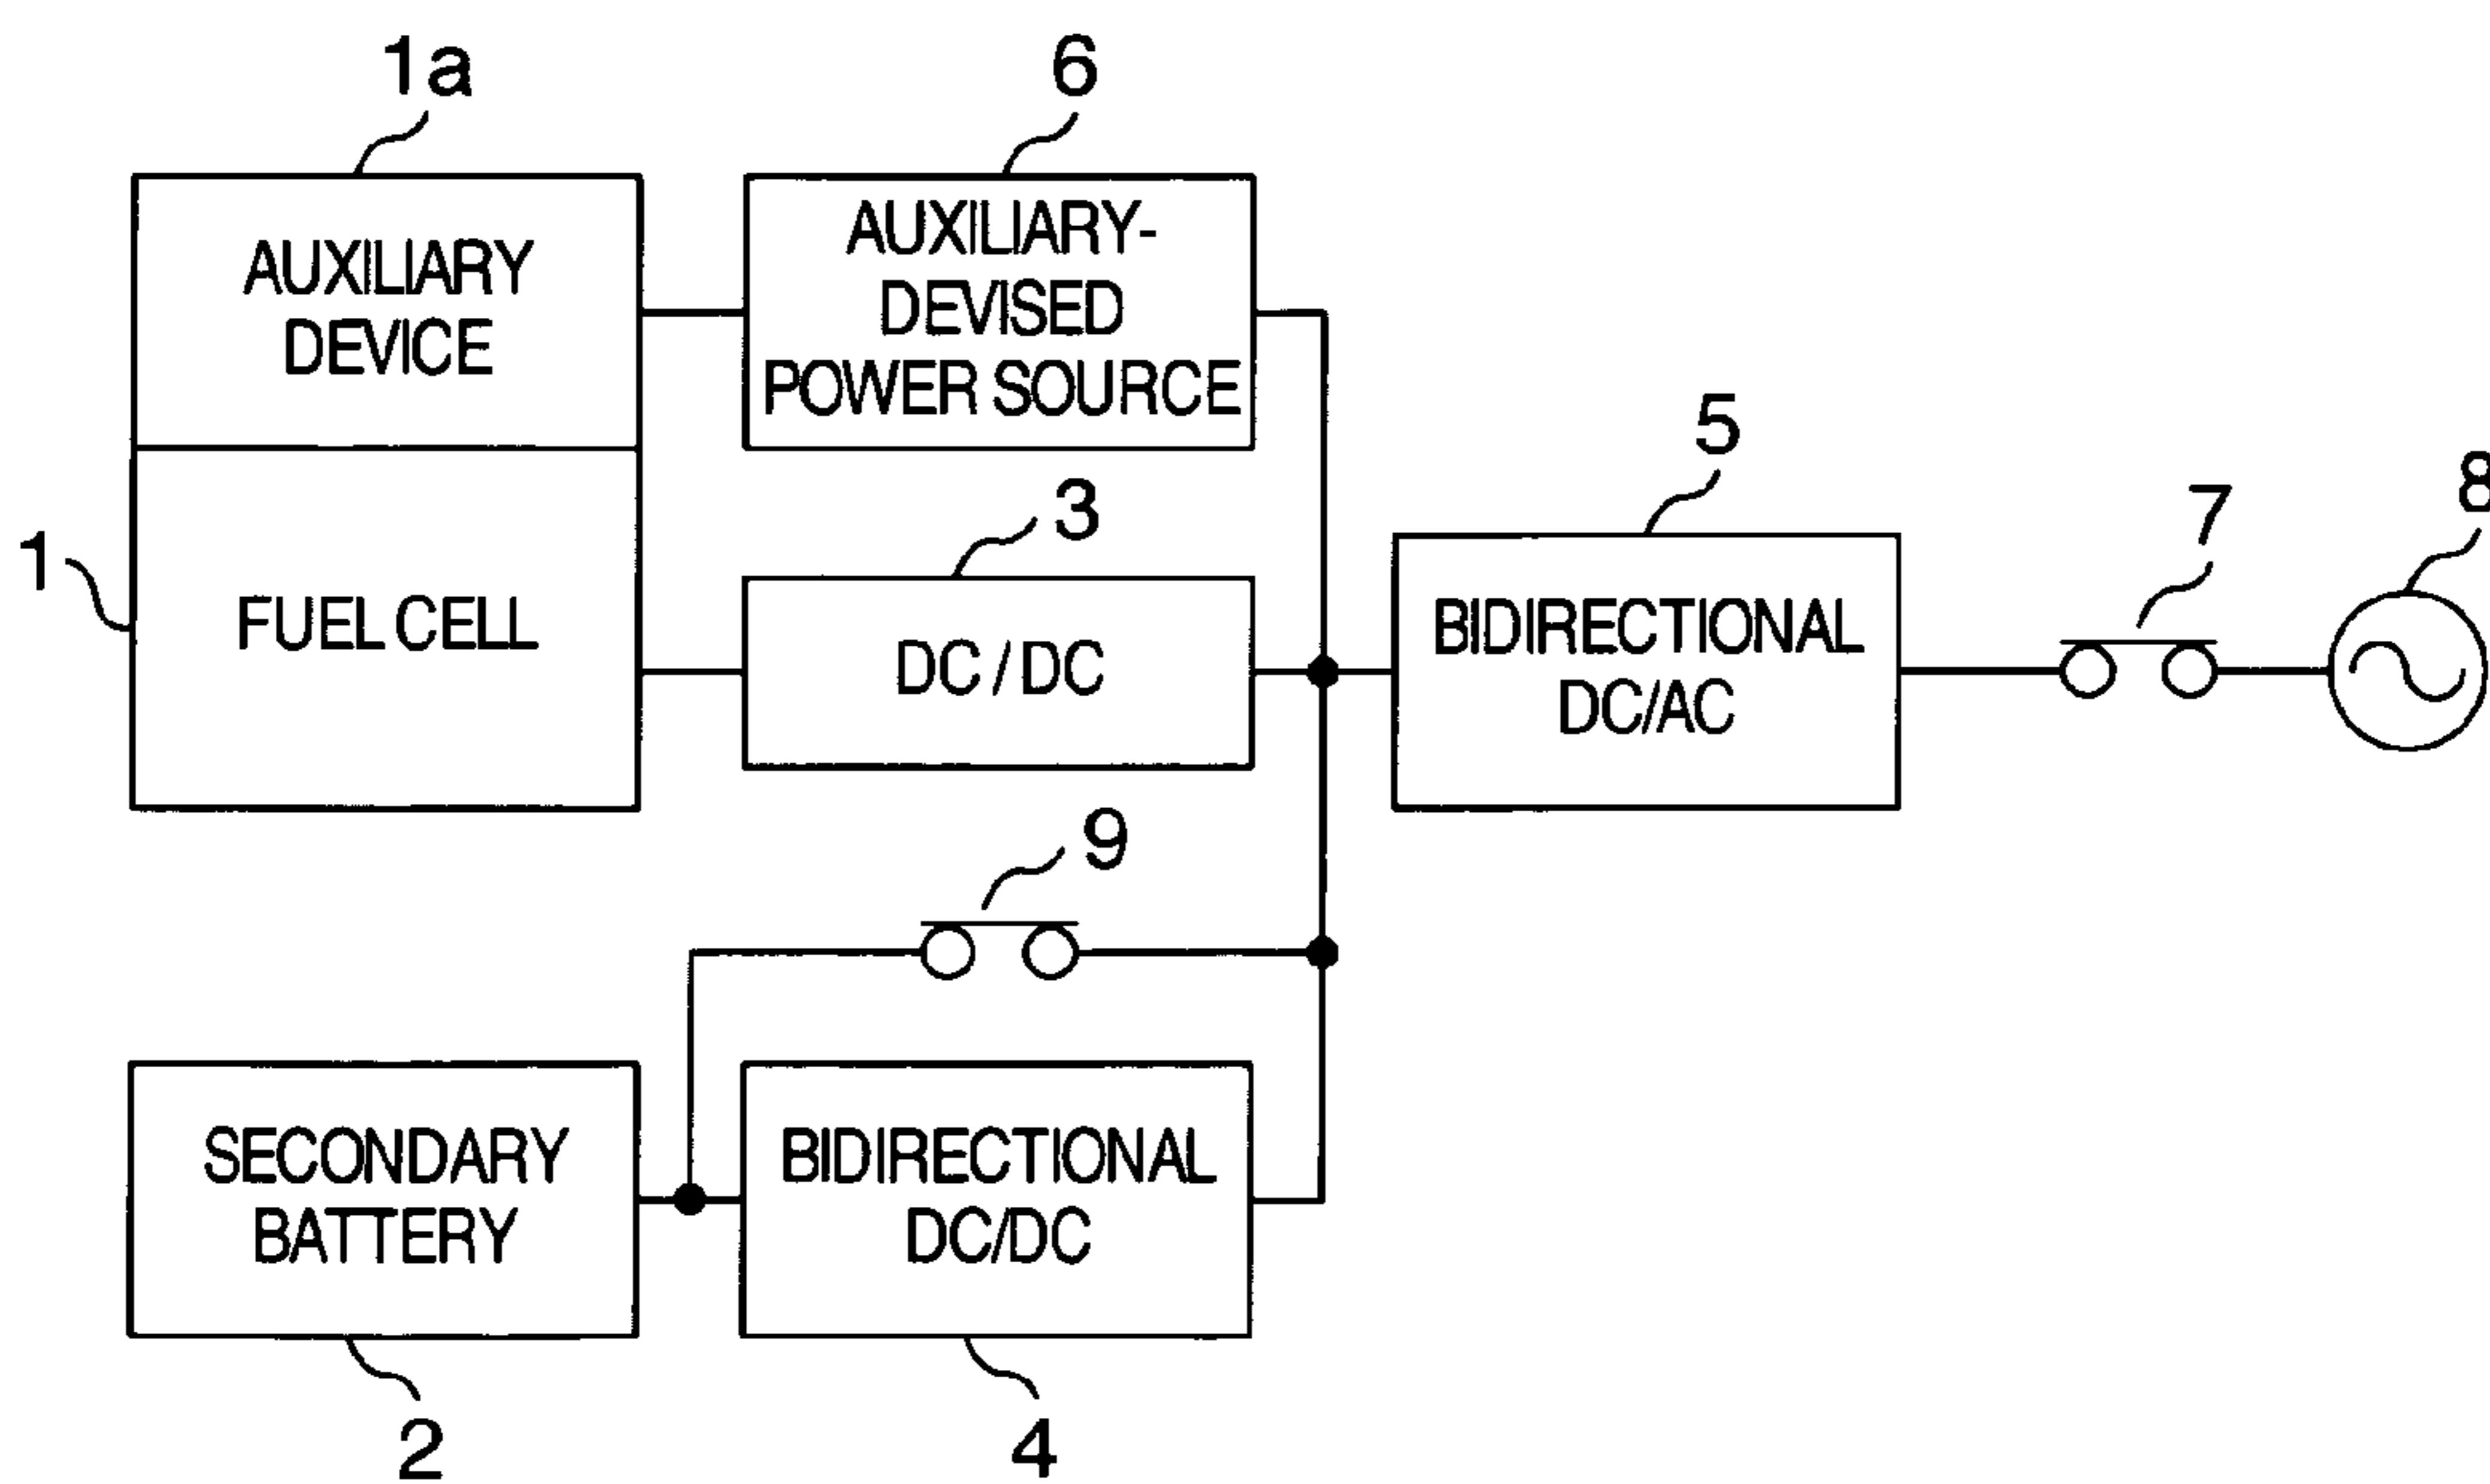 1a
6
AUXILIARY
DEVICE
AUXILIARY-
DEVISED
POWER SOURCE
5
8
7
3
1
FUEL CELL
DC / DC
BIDIRECTIONAL
DC/AC
9
SECONDARY
BATTERY
BIDIRECTIONAL
DC/DC
2
4